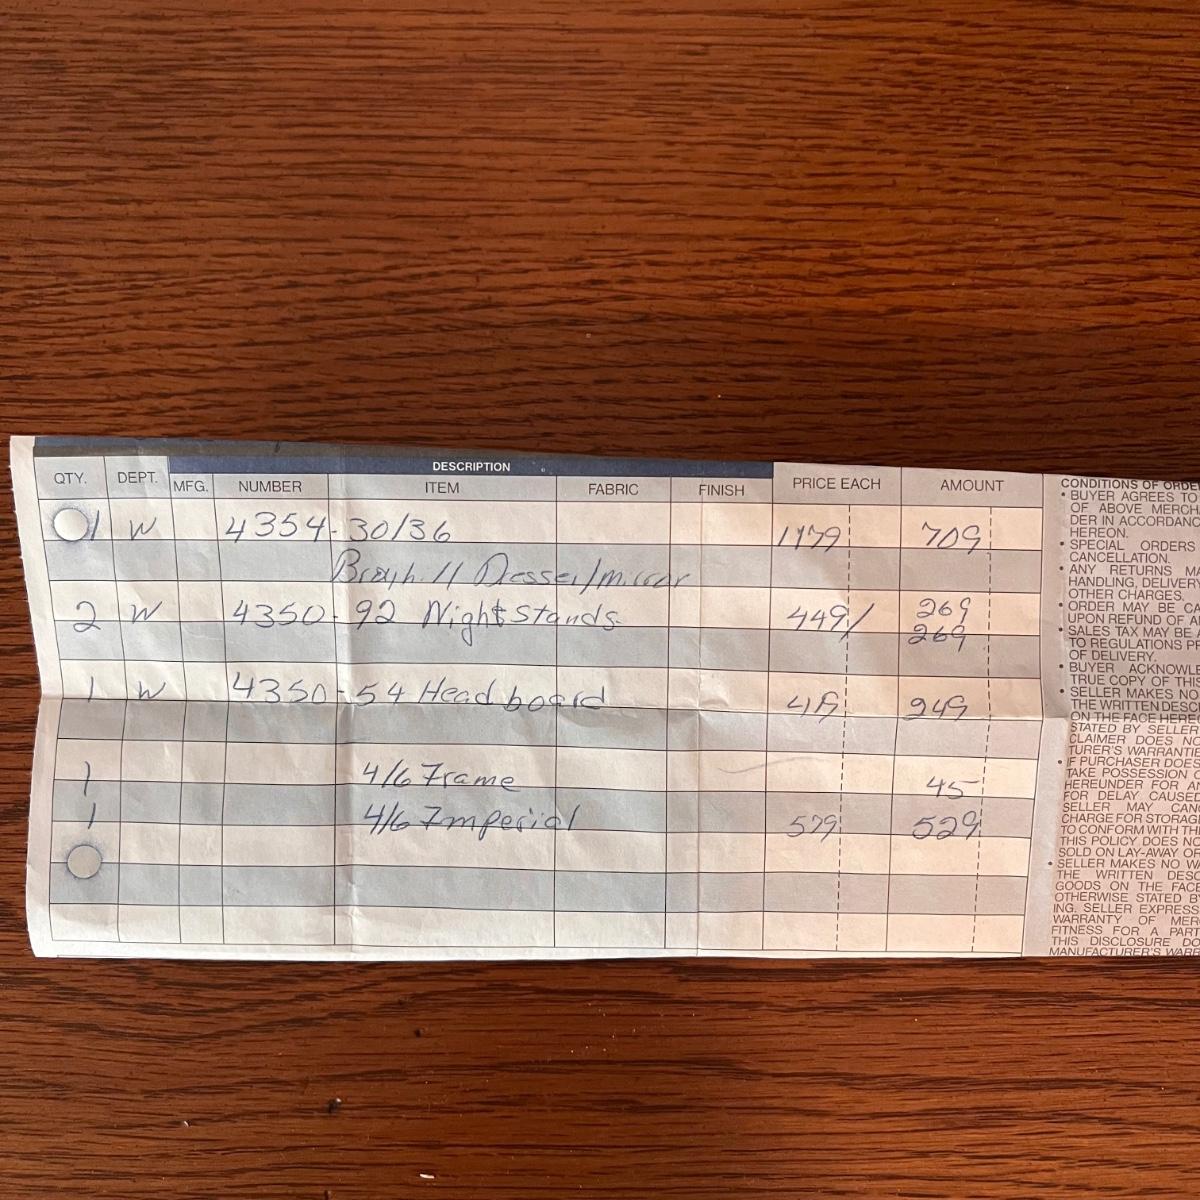 DESCRIPTION
QTY. DEPT. MFG. NUMBER ITEM FABRIC FINISH PRICE EACH AMOUNT
1 W 4354-30/36 1179 709
Broyh. // Dresser/mirror
2 W 4350-92 Nightstands 449/ 269
269
1 W 4350-54 Headboard 419 249
1 4/6 Frame 45
1 4/6 Imperial 579 529
CONDITIONS OF ORDE
• BUYER AGREES TO
OF ABOVE MERCH
DER IN ACCORDANC
HEREON.
• SPECIAL ORDERS
CANCELLATION.
• ANY RETURNS MA
HANDLING, DELIVER
OTHER CHARGES.
• ORDER MAY BE CA
UPON REFUND OF A
• SALES TAX MAY BE
TO REGULATIONS PR
OF DELIVERY.
• BUYER ACKNOWLE
TRUE COPY OF THIS
• SELLER MAKES NO
THE WRITTEN DESC
ON THE FACE HERE
STATED BY SELLER
CLAIMER DOES NO
TURER'S WARRANTIE
• IF PURCHASER DOES
TAKE POSSESSION O
HEREUNDER FOR AN
FOR DELAY CAUSED
SELLER MAY CANC
CHARGE FOR STORAG
TO CONFORM WITH TH
THIS POLICY DOES NO
SOLD ON LAY-AWAY OR
• SELLER MAKES NO WA
THE WRITTEN DESC
GOODS ON THE FACE
OTHERWISE STATED B
ING. SELLER EXPRESS
WARRANTY OF MER
FITNESS FOR A PART
THIS DISCLOSURE DO
MANUFACTURER'S WARR